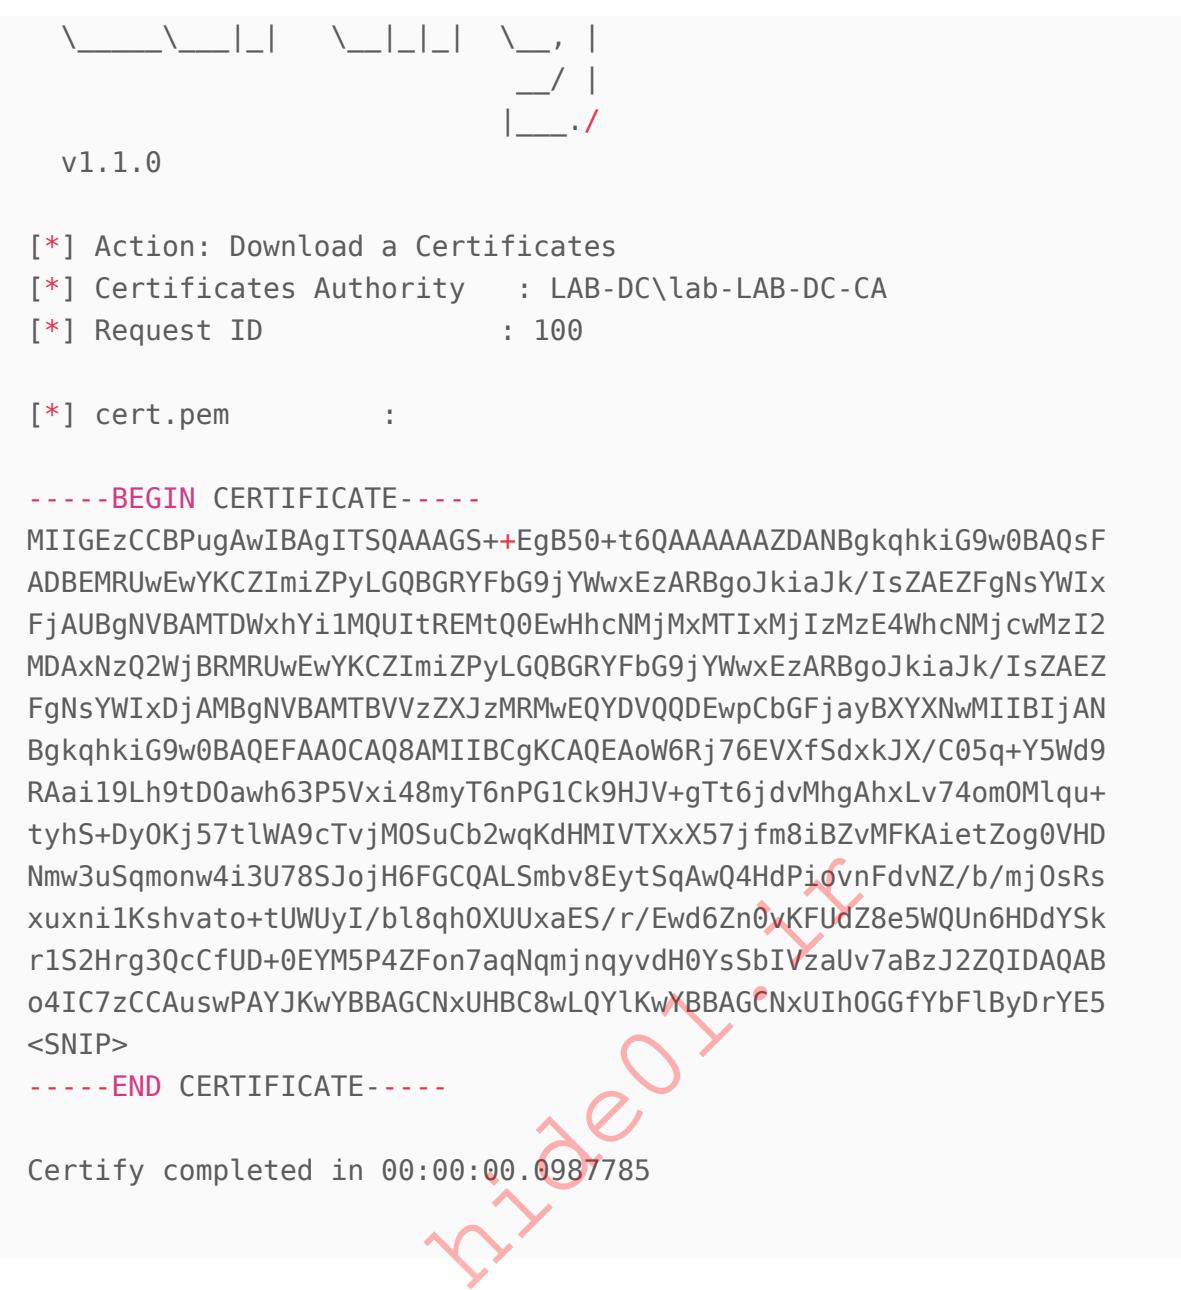 \_____\___|_|   \__|_|_|  \__, |
__/ |
|___./
v1.1.0
[*] Action: Download a Certificates
[*] Certificates Authority   : LAB-DC\lab-LAB-DC-CA
[*] Request ID              : 100
[*] cert.pem         :
-----BEGIN CERTIFICATE-----
MIIGEzCCBPugAwIBAgITSQAAAGS++EgB50+t6QAAAAAAZDANBgkqhkiG9w0BAQsF
ADBEMRUwEwYKCZImiZPyLGQBGRYFbG9jYWwxEzARBgoJkiaJk/IsZAEZFgNsYWIx
FjAUBgNVBAMTDWxhYi1MQUItREMtQ0EwHhcNMjMxMTIxMjIzMzE4WhcNMjcwMzI2
MDAxNzQ2WjBRMRUwEwYKCZImiZPyLGQBGRYFbG9jYWwxEzARBgoJkiaJk/IsZAEZ
FgNsYWIxDjAMBgNVBAMTBVVzZXJzMRMwEQYDVQQDEwpCbGFjayBXYXNwMIIBIjAN
BgkqhkiG9w0BAQEFAAOCAQ8AMIIBCgKCAQEAoW6Rj76EVXfSdxkJX/C05q+Y5Wd9
RAai19Lh9tDOawh63P5Vxi48myT6nPG1Ck9HJV+gTt6jdvMhgAhxLv74omOMlqu+
tyhS+DyOKj57tlWA9cTvjMOSuCb2wqKdHMIVTXxX57jfm8iBZvMFKAietZog0VHD
Nmw3uSqmonw4i3U78SJojH6FGCQALSmbv8EytSqAwQ4HdPiovnFdvNZ/b/mjOsRs
xuxni1Kshvato+tUWUyI/bl8qhOXUUxaES/r/Ewd6Zn0vKFUdZ8e5WQUn6HDdYSk
r1S2Hrg3QcCfUD+0EYM5P4ZFon7aqNqmjnqyvdH0YsSbIVzaUv7aBzJ2ZQIDAQAB
o4IC7zCCAuswPAYJKwYBBAGCNxUHBC8wLQYlKwYBBAGCNxUIhOGGfYbFlByDrYE5
<SNIP>
-----END CERTIFICATE-----
Certify completed in 00:00:00.0987785
hide01.ir